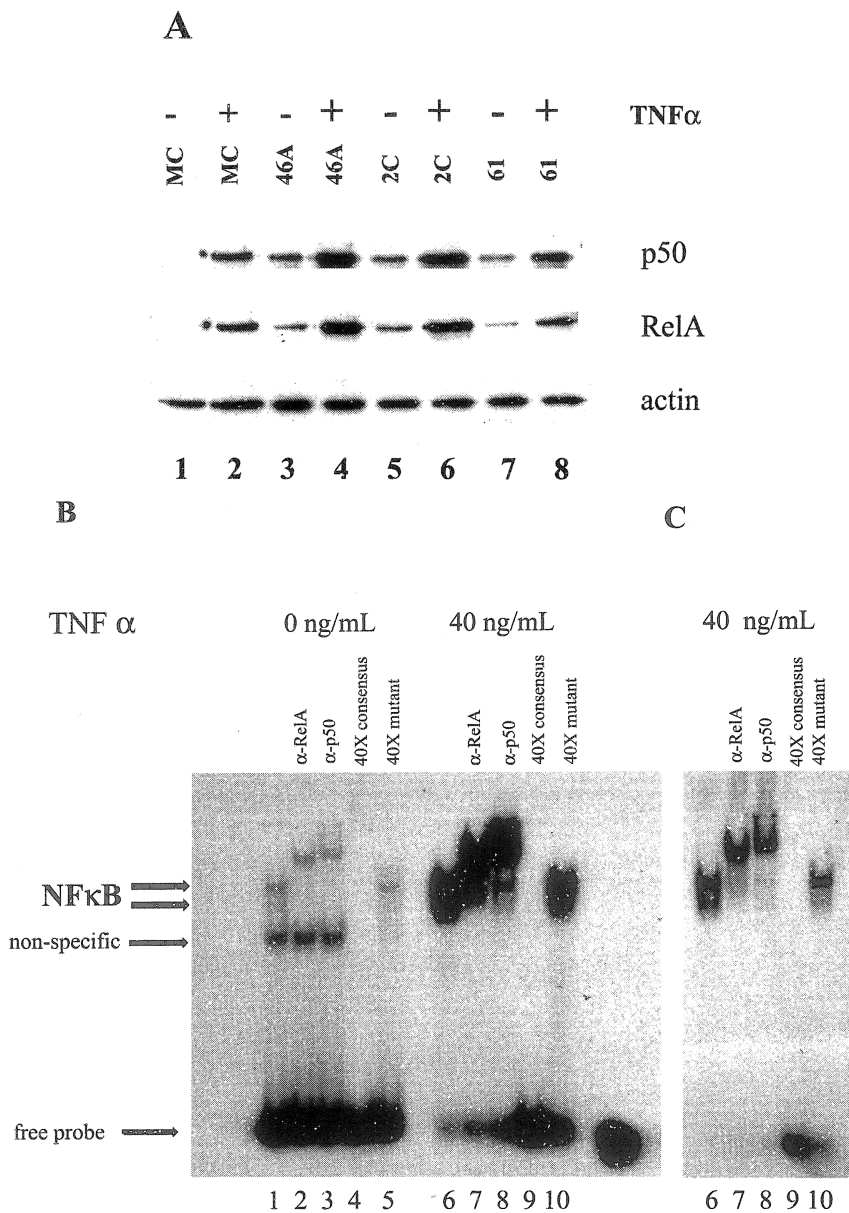 A
- + - + - + - + TNFα
MC MC 46A 46A 2C 2C 61 61
p50
RelA
actin
1 2 3 4 5 6 7 8
B C
TNF α 0 ng/mL 40 ng/mL 40 ng/mL
α-RelA α-p50 40X consensus 40X mutant α-RelA α-p50 40X consensus 40X mutant α-RelA α-p50 40X consensus 40X mutant
NFκB
non-specific
free probe
1 2 3 4 5 6 7 8 9 10 6 7 8 9 10